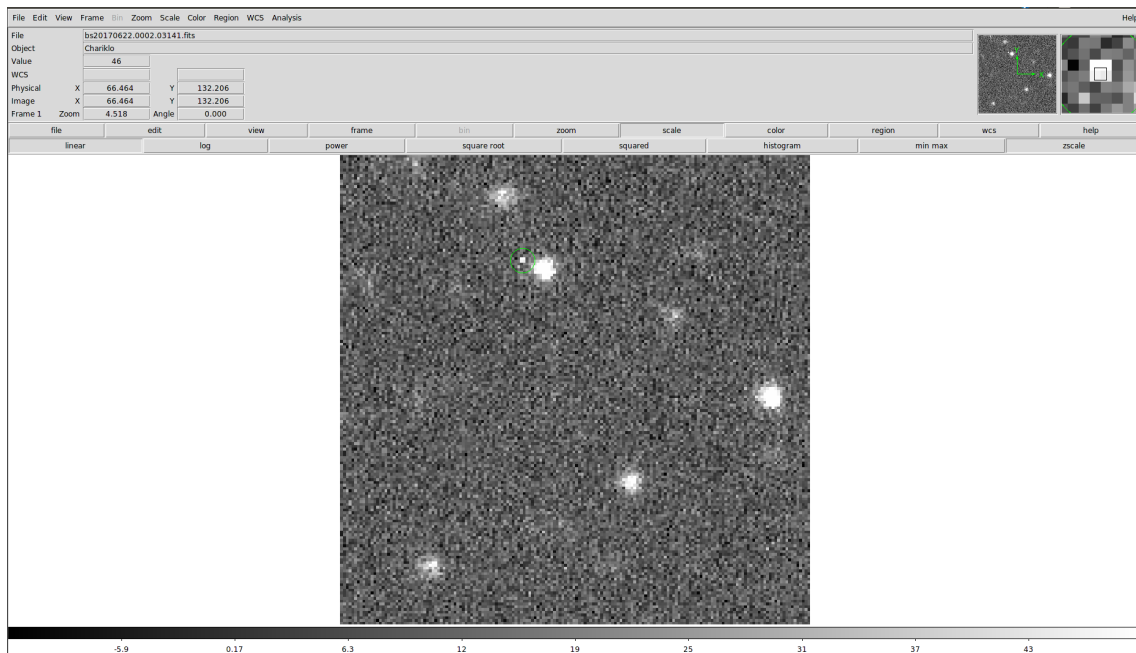 File Edit View Frame Bin Zoom Scale Color Region WCS Analysis Help
File bs20170622.0002.03141.fits
Object Chariklo
Value 46
WCS
Physical X 66.464 Y 132.206
Image X 66.464 Y 132.206
Frame 1 Zoom 4.518 Angle 0.000
file edit view frame bin zoom scale color region wcs help
linear log power square root squared histogram min max zscale
-5.9 0.17 6.3 12 19 25 31 37 43